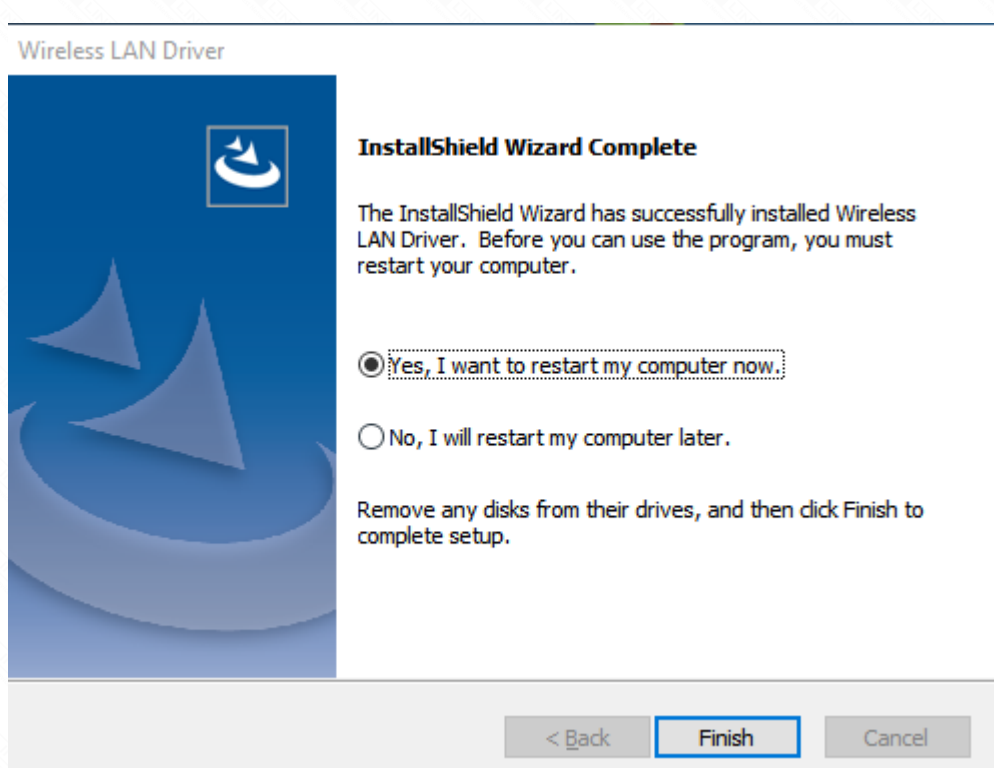 Wireless LAN Driver
InstallShield Wizard Complete
The InstallShield Wizard has successfully installed Wireless
LAN Driver.  Before you can use the program, you must
restart your computer.
Yes, I want to restart my computer now.
No, I will restart my computer later.
Remove any disks from their drives, and then click Finish to
complete setup.
< Back
Finish
Cancel